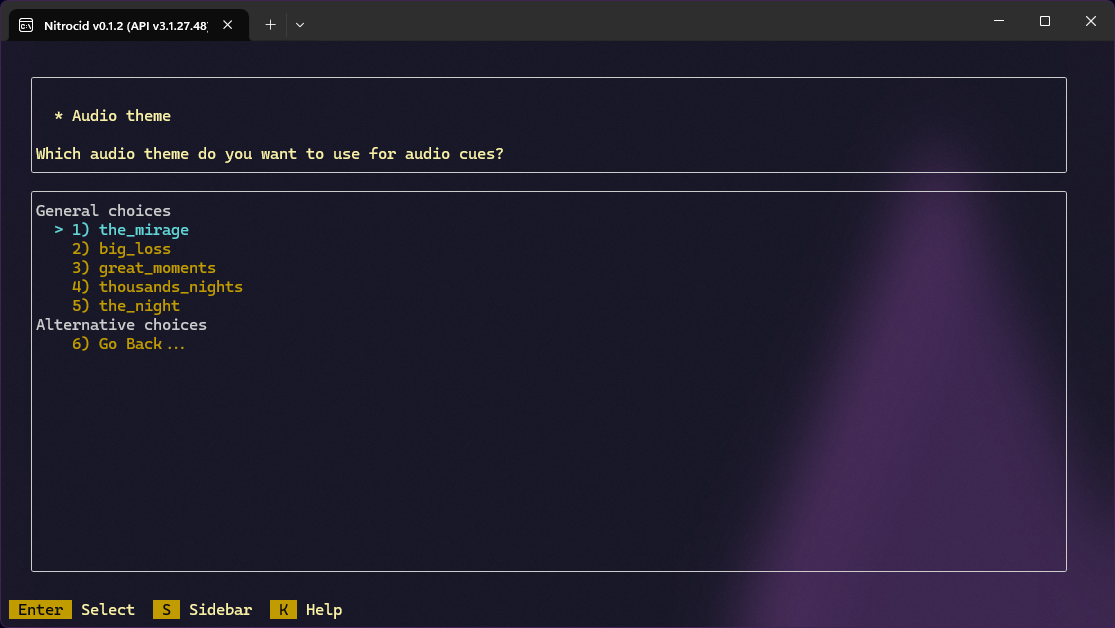 Nitrocid v0.1.2 (API v3.1.27.48)
* Audio theme
Which audio theme do you want to use for audio cues?
General choices
> 1) the_mirage
2) big_loss
3) great_moments
4) thousands_nights
5) the_night
Alternative choices
6) Go Back...
Enter Select S Sidebar K Help